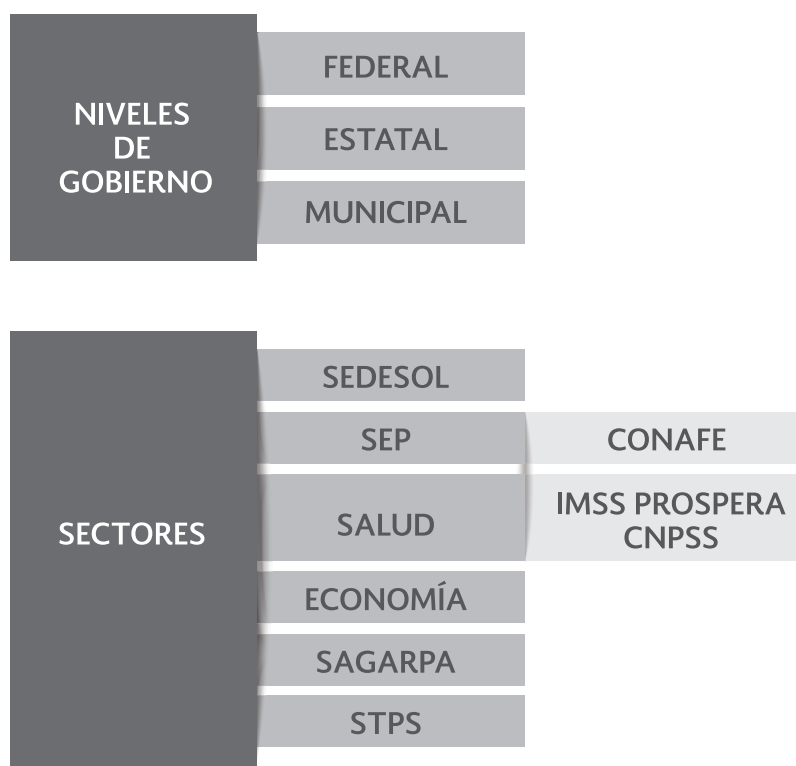 NIVELES
DE
GOBIERNO
FEDERAL
ESTATAL
MUNICIPAL
SECTORES
SEDESOL
SEP
CONAFE
SALUD
IMSS PROSPERA
CNPSS
ECONOMÍA
SAGARPA
STPS